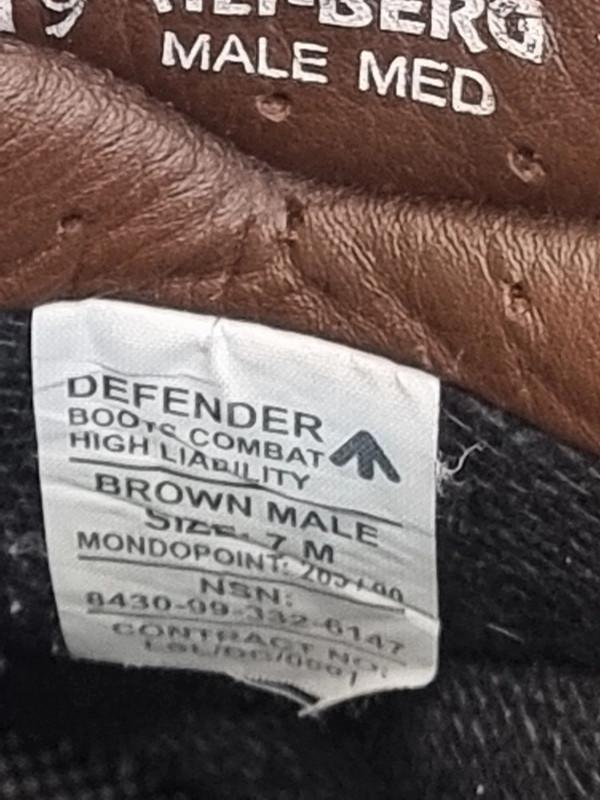 MALE MED
DEFENDER
BOOTS COMBAT
HIGH LIABILITY
BROWN MALE
SIZE: 7 M
MONDOPOINT:
NSN:
8430-99-332-6147
CONTRACT NO: